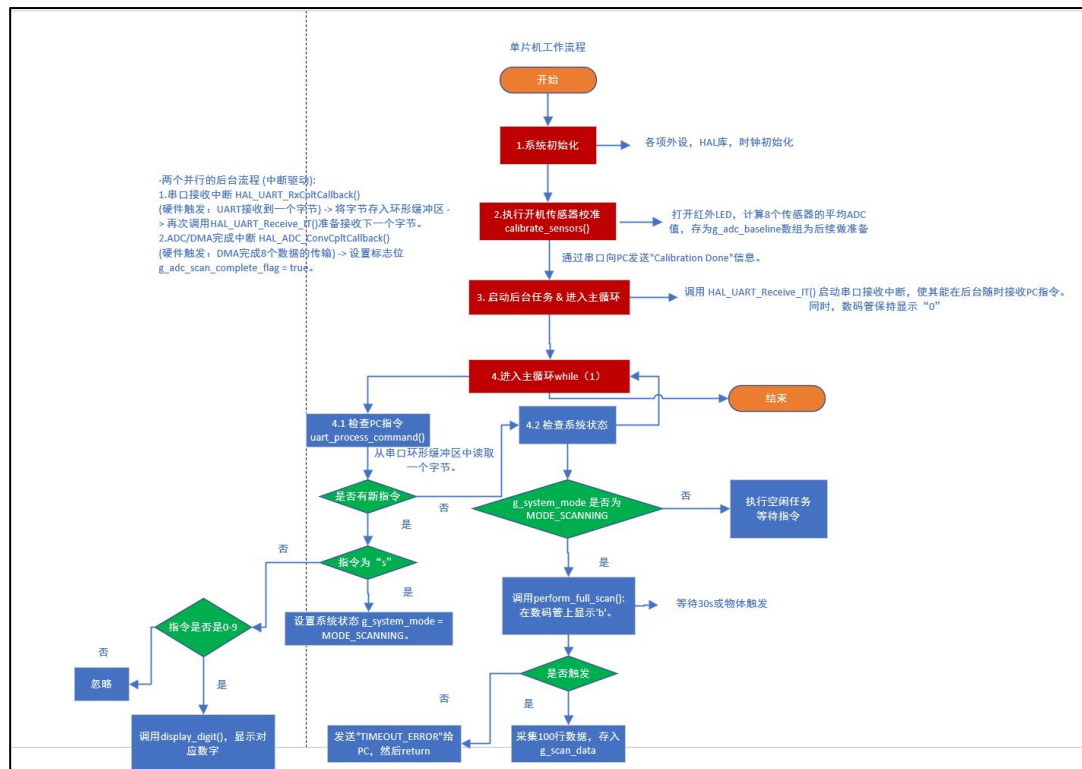 单片机工作流程
开始
1.系统初始化
各项外设，HAL库，时钟初始化
-两个并行的后台流程 (中断驱动):
1.串口接收中断 HAL_UART_RxCpltCallback()
(硬件触发：UART接收到一个字节) -> 将字节存入环形缓冲区 -
> 再次调用HAL_UART_Receive_IT()准备接收下一个字节。
2.ADC/DMA完成中断 HAL_ADC_ConvCpltCallback()
(硬件触发：DMA完成8个数据的传输) -> 设置标志位
g_adc_scan_complete_flag = true。
2.执行开机传感器校准
calibrate_sensors()
打开红外LED，计算8个传感器的平均ADC
值，存为g_adc_baseline数组为后续做准备
通过串口向PC发送"Calibration Done"信息。
3. 启动后台任务 & 进入主循环
调用 HAL_UART_Receive_IT() 启动串口接收中断，使其能在后台随时接收PC指令。
同时，数码管保持显示“0”
4.进入主循环while（1）
结束
4.1 检查PC指令
uart_process_command()
4.2 检查系统状态
从串口环形缓冲区中读取
一个字节。
是否有新指令
否
是
g_system_mode 是否为
MODE_SCANNING
否
执行空闲任务
等待指令
是
指令为“s”
否
是
设置系统状态 g_system_mode =
MODE_SCANNING。
调用perform_full_scan():
在数码管上显示'b'。
等待30s或物体触发
指令是否是0-9
否
忽略
是
调用display_digit()，显示对
应数字
是否触发
否
是
发送"TIMEOUT_ERROR"给
PC，然后return
采集100行数据，存入
g_scan_data